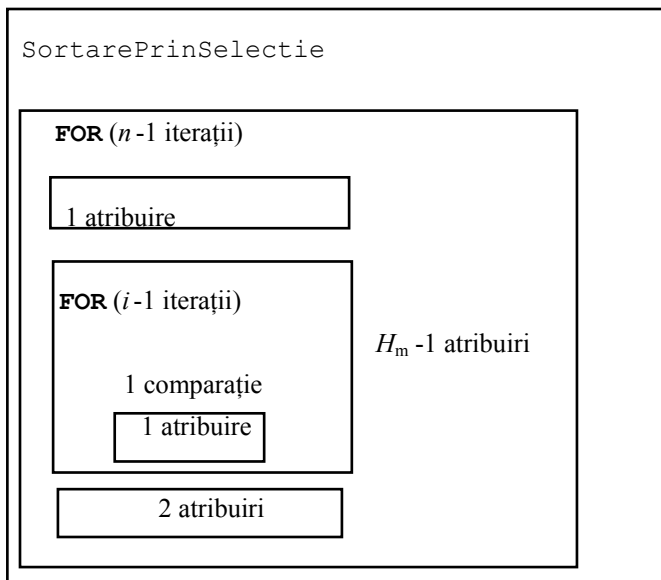 SortarePrinSelectie
FOR (n-1 iterații)
1 atribuire
FOR (i-1 iterații)
Hm -1 atribuiri
1 comparație
1 atribuire
2 atribuiri